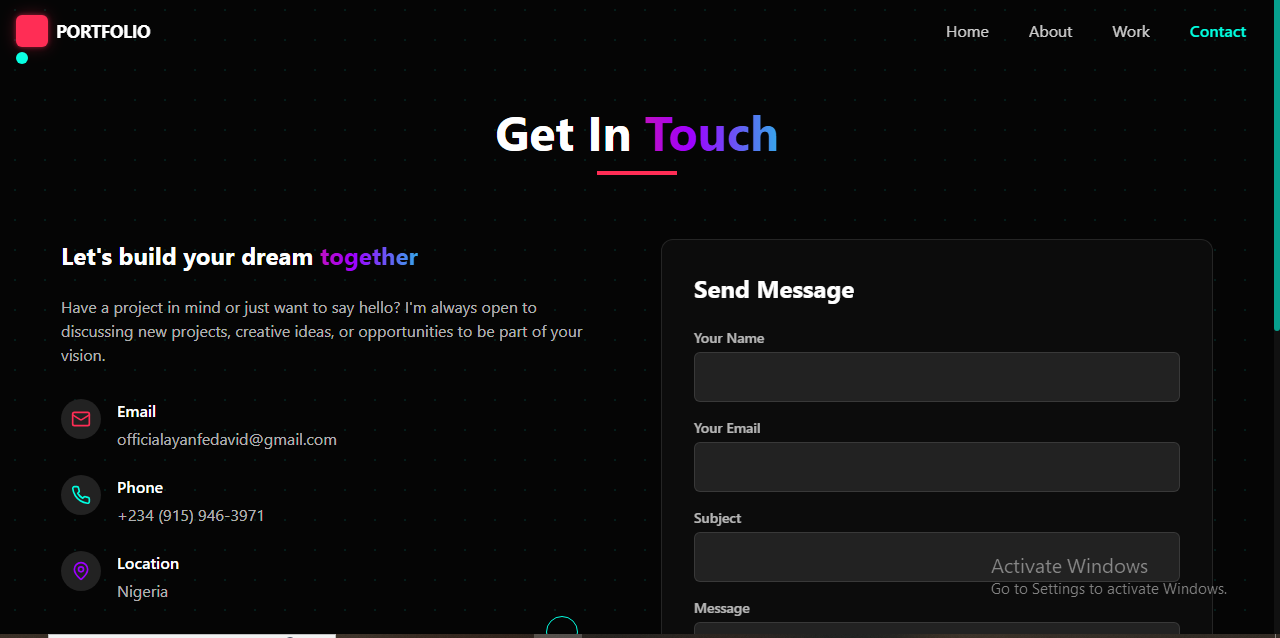 PORTFOLIO
Home
About
Work
Contact
Get In Touch
Let's build your dream together
Have a project in mind or just want to say hello? I'm always open to
discussing new projects, creative ideas, or opportunities to be part of your
vision.
Email
officialayanfedavid@gmail.com
Phone
+234 (915) 946-3971
Location
Nigeria
Send Message
Your Name
Your Email
Subject
Message
Activate Windows
Go to Settings to activate Windows.